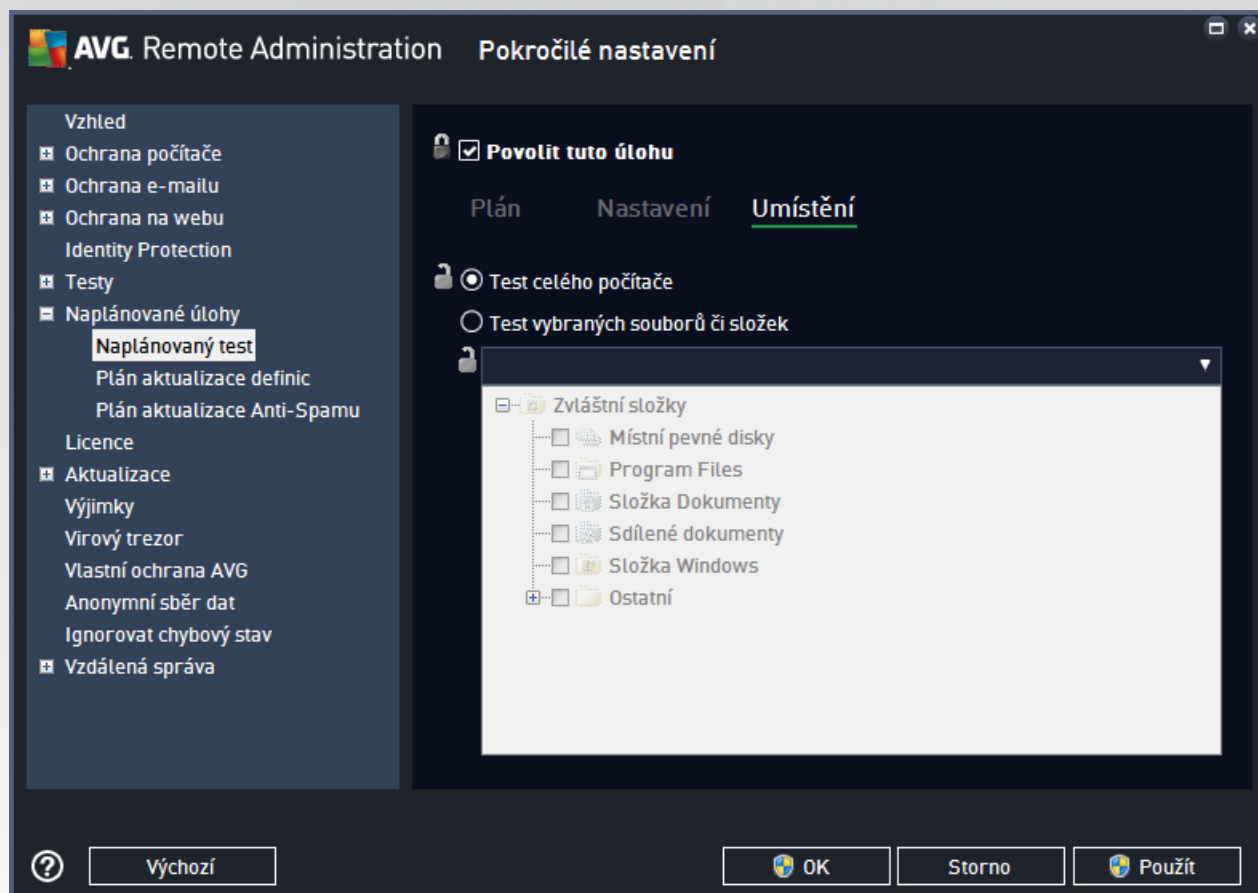 AVG. Remote Administration Pokročilé nastavení
Vzhled
Ochrana počítače
Ochrana e-mailu
Ochrana na webu
Identity Protection
Testy
Naplánované úlohy
Naplánovaný test
Plán aktualizace definic
Plán aktualizace Anti-Spamu
Licence
Aktualizace
Výjimky
Virový trezor
Vlastní ochrana AVG
Anonymní sběr dat
Ignorovat chybový stav
Vzdálená správa
Povolit tuto úlohu
Plán Nastavení Umístění
Test celého počítače
Test vybraných souborů či složek
Zvláštní složky
Místní pevné disky
Program Files
Složka Dokumenty
Sdílené dokumenty
Složka Windows
Ostatní
? Výchozí OK Storno Použít